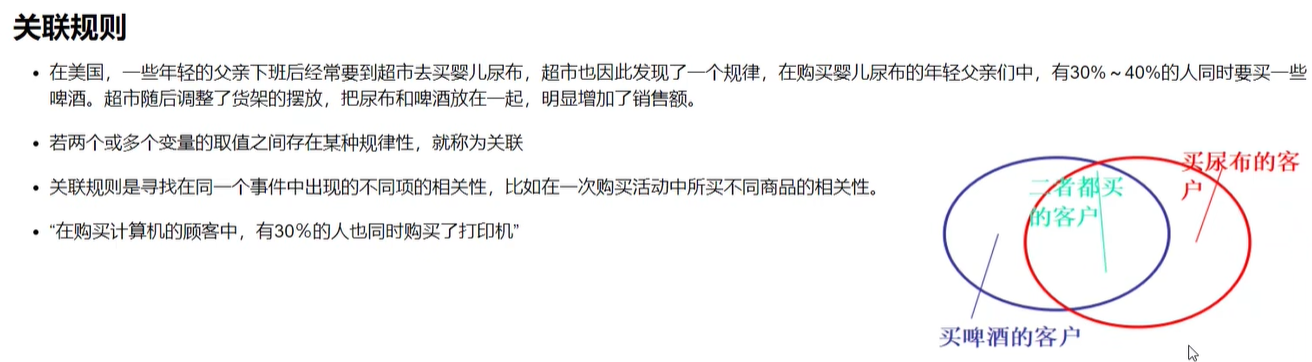 关联规则
• 在美国，一些年轻的父亲下班后经常要到超市去买婴儿尿布，超市也因此发现了一个规律，在购买婴儿尿布的年轻父亲们中，有30%~40%的人同时要买一些
啤酒。超市随后调整了货架的摆放，把尿布和啤酒放在一起，明显增加了销售额。
• 若两个或多个变量的取值之间存在某种规律性，就称为关联
• 关联规则是寻找在同一个事件中出现的不同项的相关性，比如在一次购买活动中所买不同商品的相关性。
• “在购买计算机的顾客中，有30%的人也同时购买了打印机”
买尿布的客
户
二者都买
的客户
买啤酒的客户